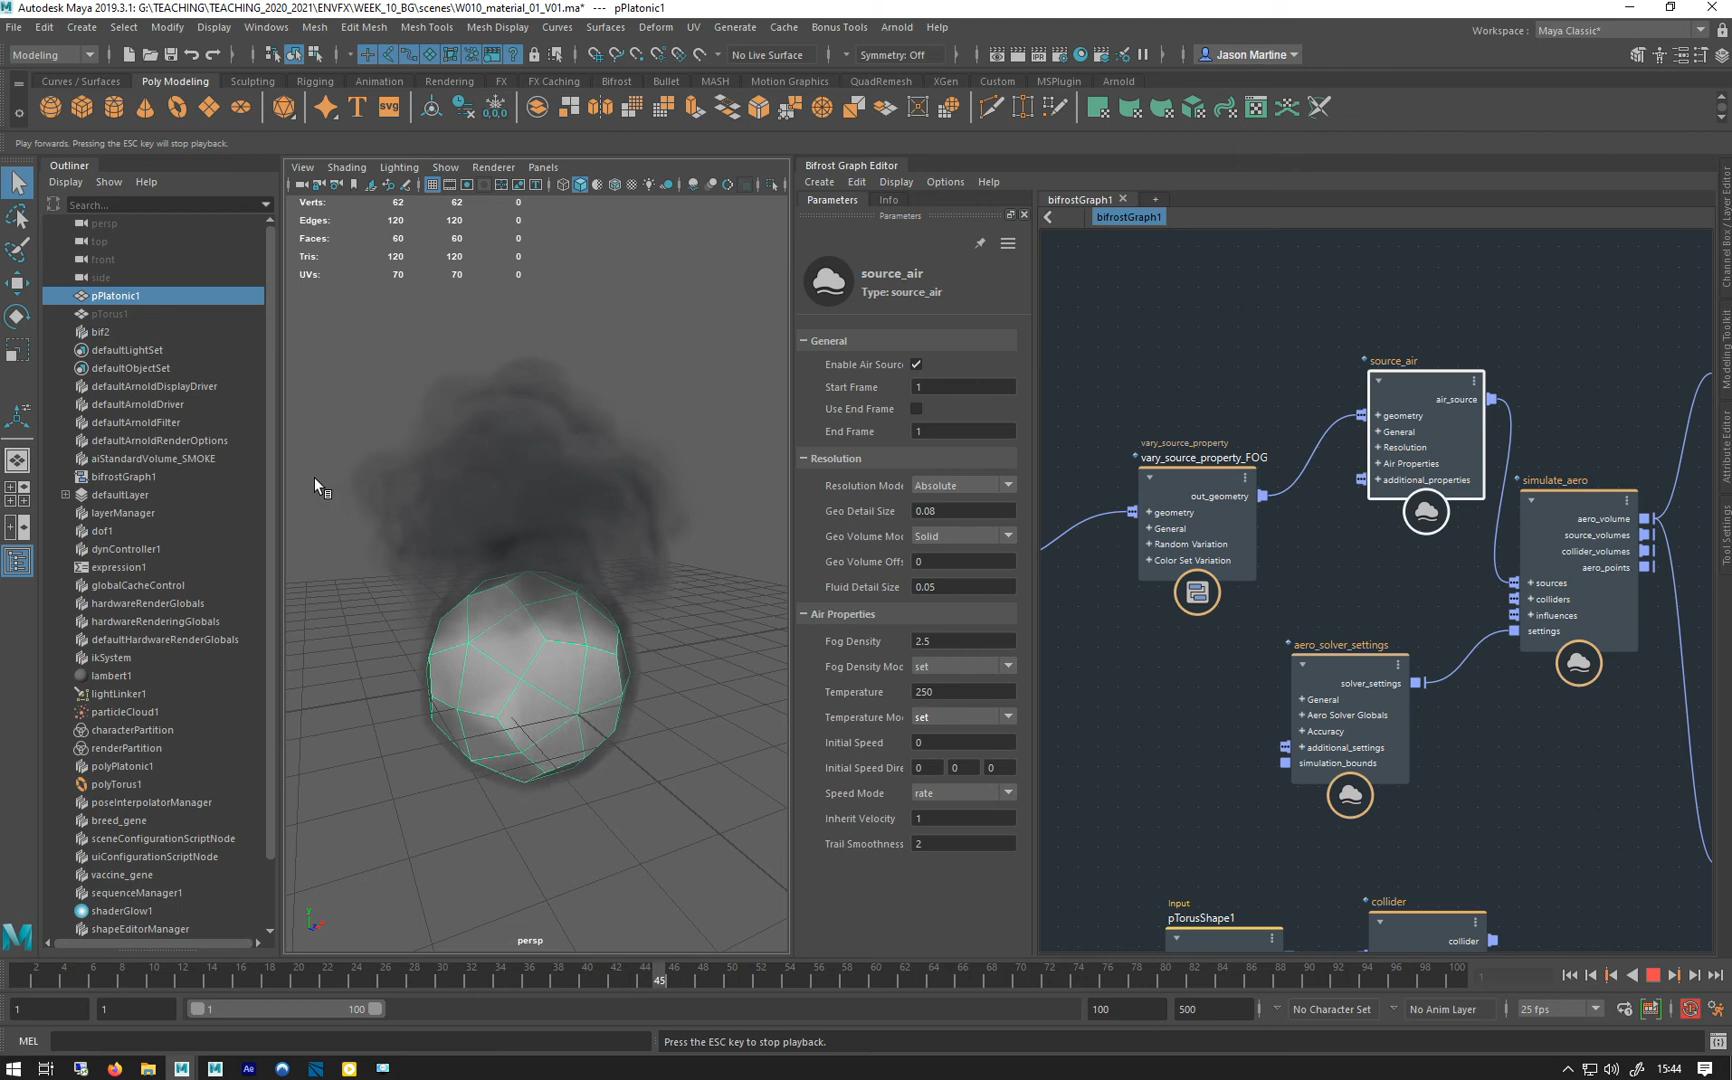 Autodesk Maya 2019.3.1: G:\TEACHING\TEACHING_2020_2021\ENVFX\WEEK_10_BG\scenes\W010_material_01_V01.ma* --- pPlatonic1
File Edit Create Select Modify Display Windows Mesh Edit Mesh Mesh Tools Mesh Display Curves Surfaces Deform UV Generate Cache Bonus Tools Arnold Help
Workspace : Maya Classic*
Modeling
No Live Surface
Symmetry: Off
Jason Martine
Curves / Surfaces Poly Modeling Sculpting Rigging Animation Rendering FX FX Caching Bifrost Bullet MASH Motion Graphics QuadRemesh XGen Custom MSPlugin Arnold
SVG
0,0,0
Play forwards. Pressing the ESC key will stop playback.
Outliner
Display Show Help
Search...
persp
top
front
side
pPlatonic1
pTorus1
bif2
defaultLightSet
defaultObjectSet
defaultArnoldDisplayDriver
defaultArnoldDriver
defaultArnoldFilter
defaultArnoldRenderOptions
aiStandardVolume_SMOKE
bifrostGraph1
defaultLayer
layerManager
dof1
dynController1
expression1
globalCacheControl
hardwareRenderGlobals
hardwareRenderingGlobals
defaultHardwareRenderGlobals
ikSystem
lambert1
lightLinker1
particleCloud1
characterPartition
renderPartition
polyPlatonic1
polyTorus1
poseInterpolatorManager
breed_gene
sceneConfigurationScriptNode
uiConfigurationScriptNode
vaccine_gene
sequenceManager1
shaderGlow1
shapeEditorManager
View Shading Lighting Show Renderer Panels
Verts: 62 62 0
Edges: 120 120 0
Faces: 60 60 0
Tris: 120 120 0
UVs: 70 70 0
persp
Bifrost Graph Editor
Create Edit Display Options Help
Parameters Info
Parameters
source_air
Type: source_air
General
Enable Air Sourc
Start Frame 1
Use End Frame
End Frame 1
Resolution
Resolution Mode Absolute
Geo Detail Size 0.08
Geo Volume Moc Solid
Geo Volume Offs 0
Fluid Detail Size 0.05
Air Properties
Fog Density 2.5
Fog Density Moc set
Temperature 250
Temperature Mo set
Initial Speed 0
Initial Speed Dire 0 0 0
Speed Mode rate
Inherit Velocity 1
Trail Smoothness 2
bifrostGraph1
bifrostGraph1
source_air
air_source
geometry
General
Resolution
Air Properties
additional_properties
vary_source_property
vary_source_property_FOG
out_geometry
geometry
General
Random Variation
Color Set Variation
simulate_aero
aero_volume
source_volumes
collider_volumes
aero_points
sources
colliders
influences
settings
aero_solver_settings
solver_settings
General
Aero Solver Globals
Accuracy
additional_settings
simulation_bounds
Input
pTorusShape1
collider
collider
Channel Box / Layer Editor
Modeling Toolkit
Attribute Editor
Tool Settings
2 4 6 8 10 12 14 16 18 20 22 24 26 28 30 32 34 36 38 40 42 44 45 46 48 50 52 54 56 58 60 62 64 66 68 70 72 74 76 78 80 82 84 86 88 90 92 94 96 98 100
1
1 1 1 100 100 500 No Character Set No Anim Layer 25 fps
MEL
Press the ESC key to stop playback.
Ae
15:44